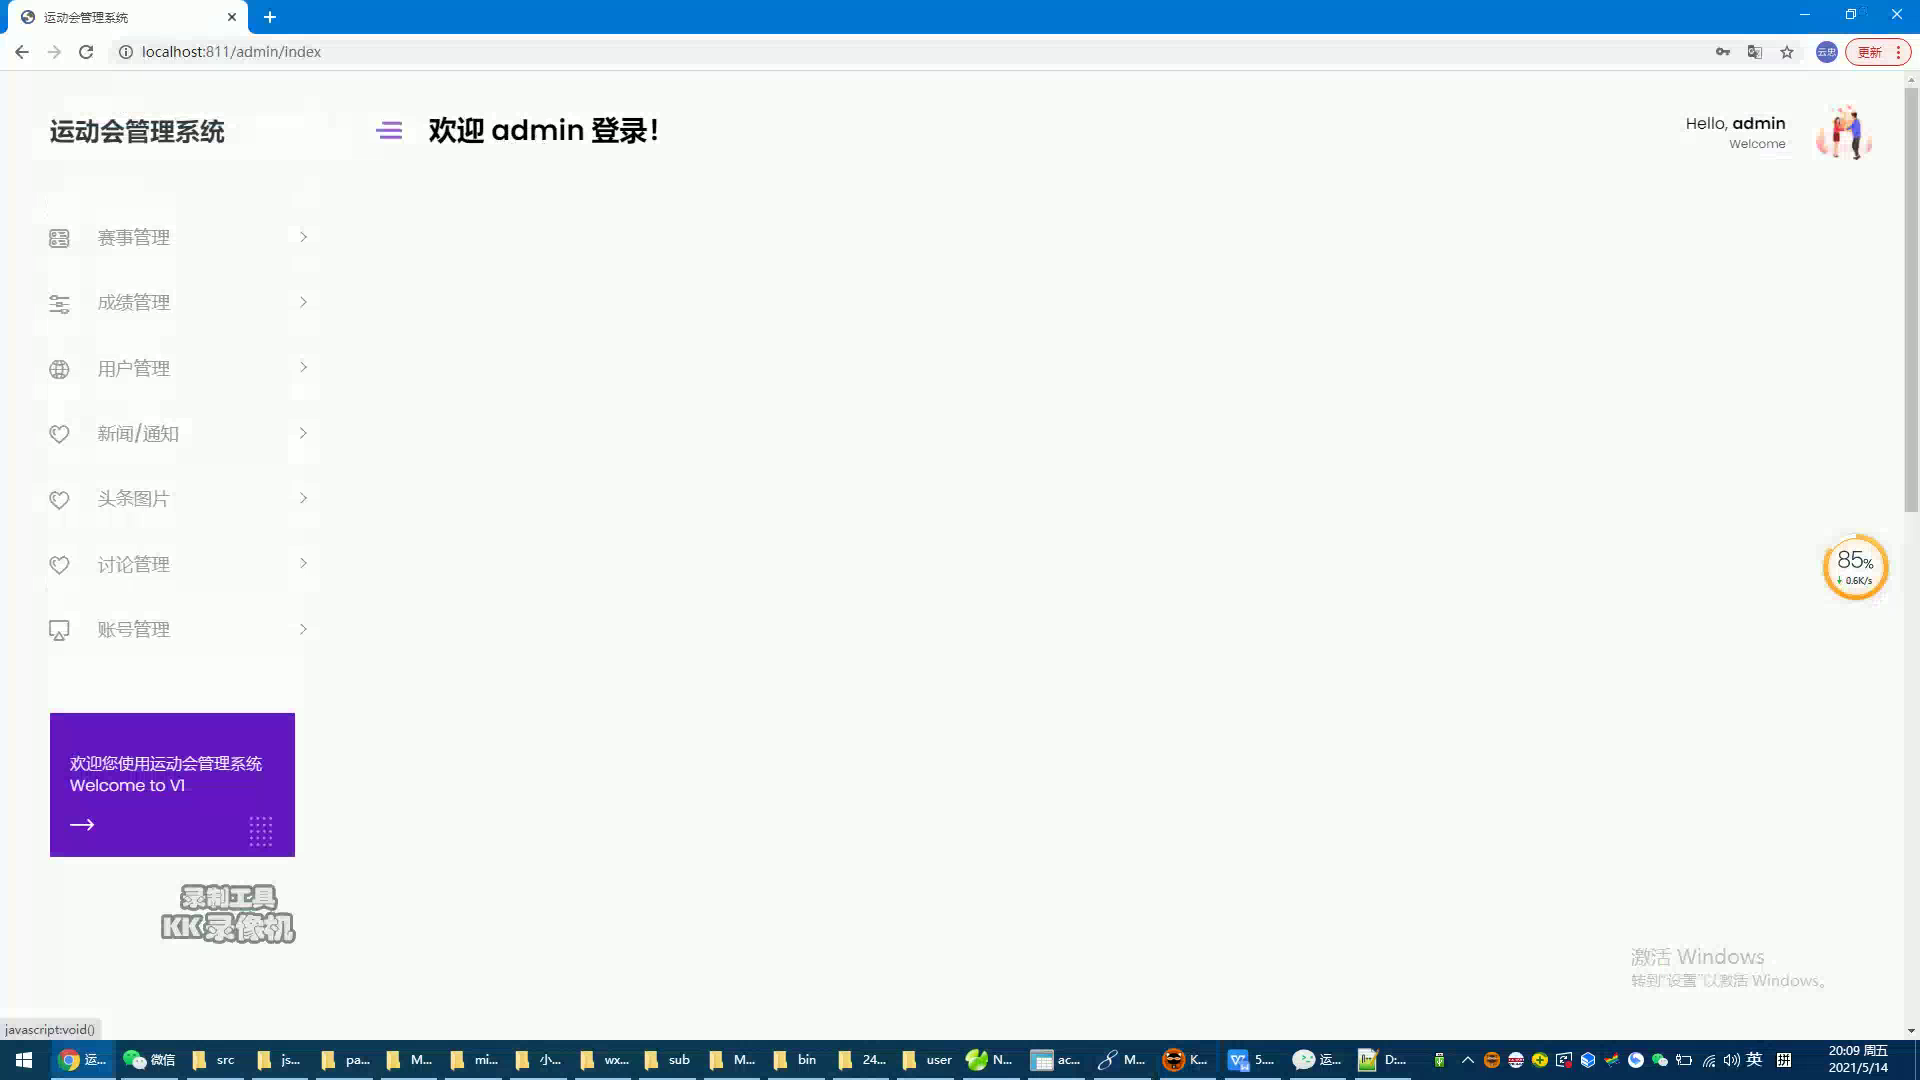 运动会管理系统
localhost:811/admin/index
更新
运动会管理系统
欢迎 admin 登录！
Hello, admin
Welcome
赛事管理
成绩管理
用户管理
新闻/通知
头条图片
讨论管理
账号管理
85%
0.6K/s
欢迎您使用运动会管理系统
Welcome to V1
录制工具
KK录像机
激活 Windows
转到"设置"以激活 Windows。
javascript:void()
运... 微信 src js... pa... M... mi... 小... wx... sub M... bin 24... user N... ac... M... K... 5.... 运... D:... 英
20:09 周五
2021/5/14